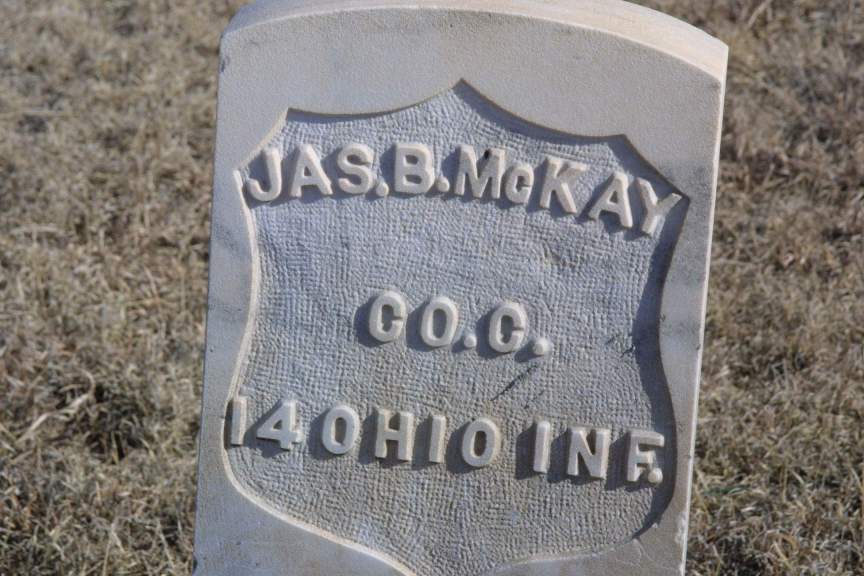 JAS.B.McKAY
CO.C.
14 OHIO INF.